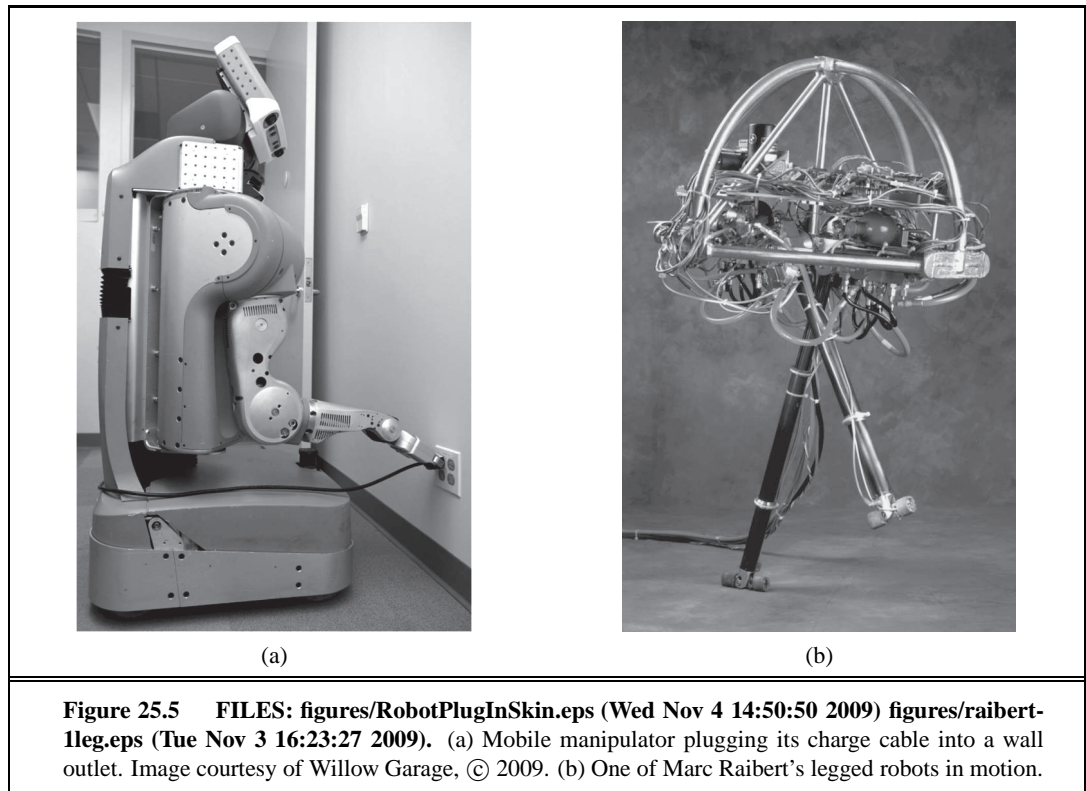 (a)
(b)
Figure 25.5 FILES: figures/RobotPlugInSkin.eps (Wed Nov 4 14:50:50 2009) figures/raibert-
1leg.eps (Tue Nov 3 16:23:27 2009). (a) Mobile manipulator plugging its charge cable into a wall
outlet. Image courtesy of Willow Garage, © 2009. (b) One of Marc Raibert's legged robots in motion.